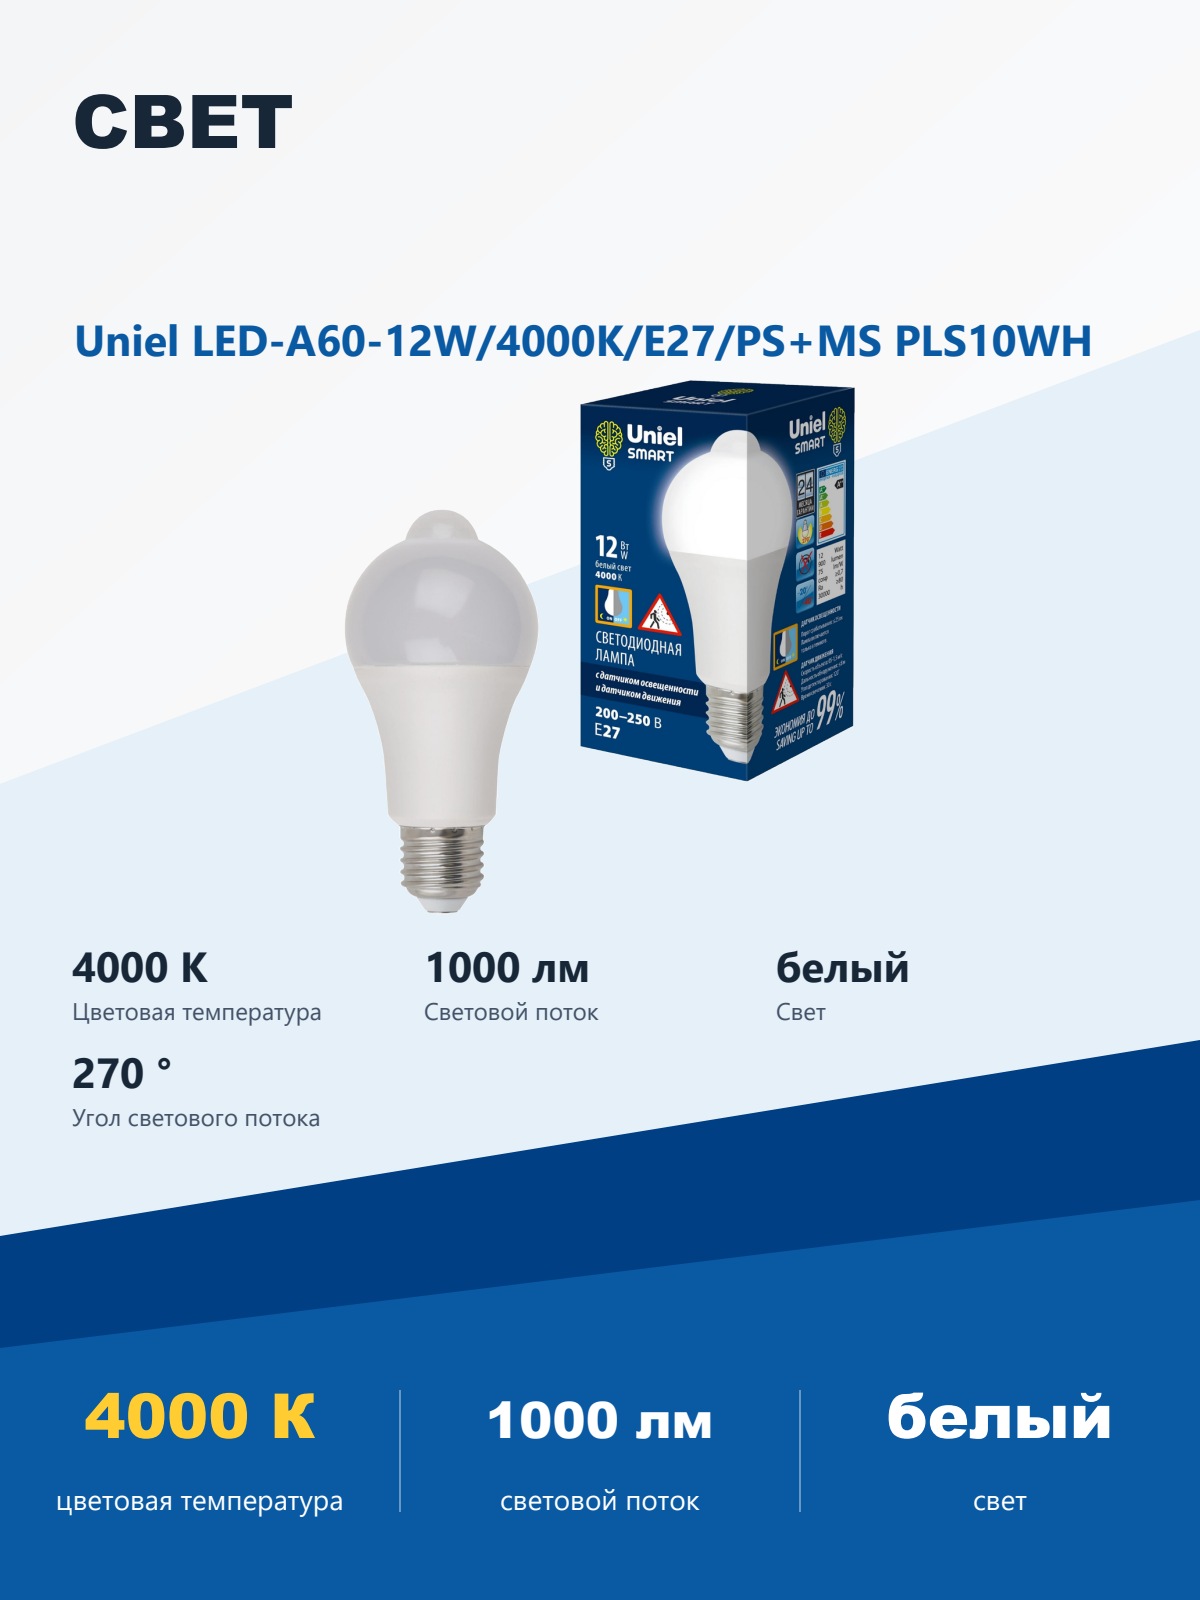 СВЕТ
Uniel LED-A60-12W/4000K/E27/PS+MS PLS10WH
Uniel
SMART
12 Вт
W
белый свет
4000 К
СВЕТОДИОДНАЯ
ЛАМПА
с датчиком освещенности
и датчиком движения
200–250 В
E27
Uniel
SMART
24
ЭКОНОМИЯ ДО
SAVING UP TO
99%
4000 К
Цветовая температура
1000 лм
Световой поток
белый
Свет
270 °
Угол светового потока
4000 К
цветовая температура
1000 лм
световой поток
белый
свет